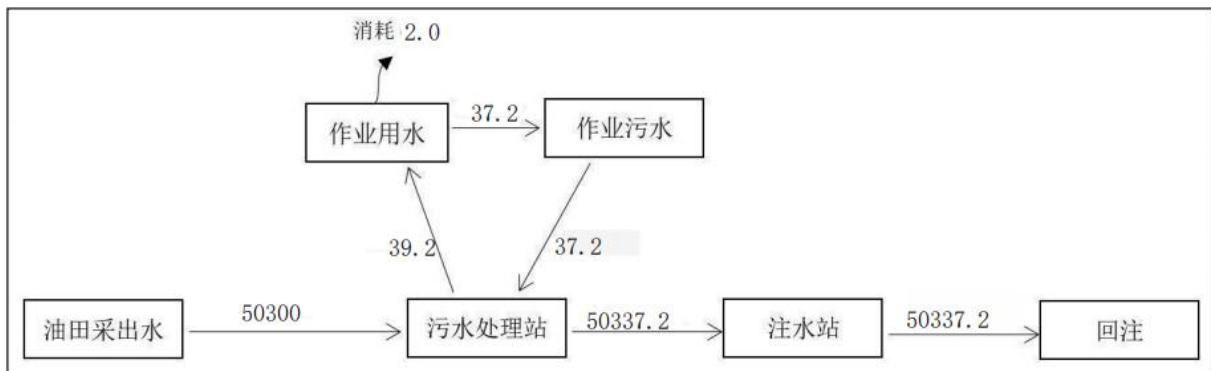 消耗 2.0
作业用水
37.2
作业污水
39.2
37.2
油田采出水
50300
污水处理站
50337.2
注水站
50337.2
回注